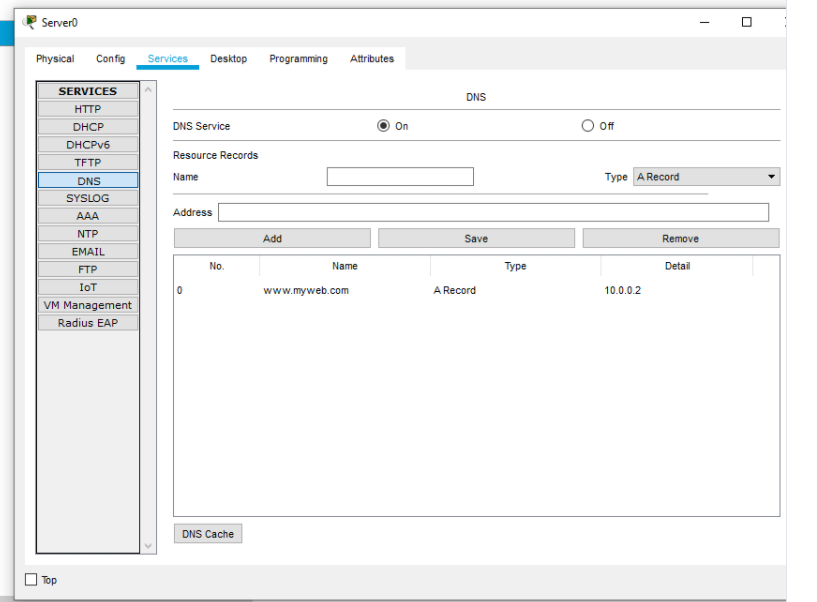 Server0
Physical Config Services Desktop Programming Attributes
SERVICES
HTTP
DHCP
DHCPv6
TFTP
DNS
SYSLOG
AAA
NTP
EMAIL
FTP
IoT
VM Management
Radius EAP
DNS
DNS Service On Off
Resource Records
Name Type A Record
Address
Add Save Remove
No. Name Type Detail
0 www.myweb.com A Record 10.0.0.2
DNS Cache
Top